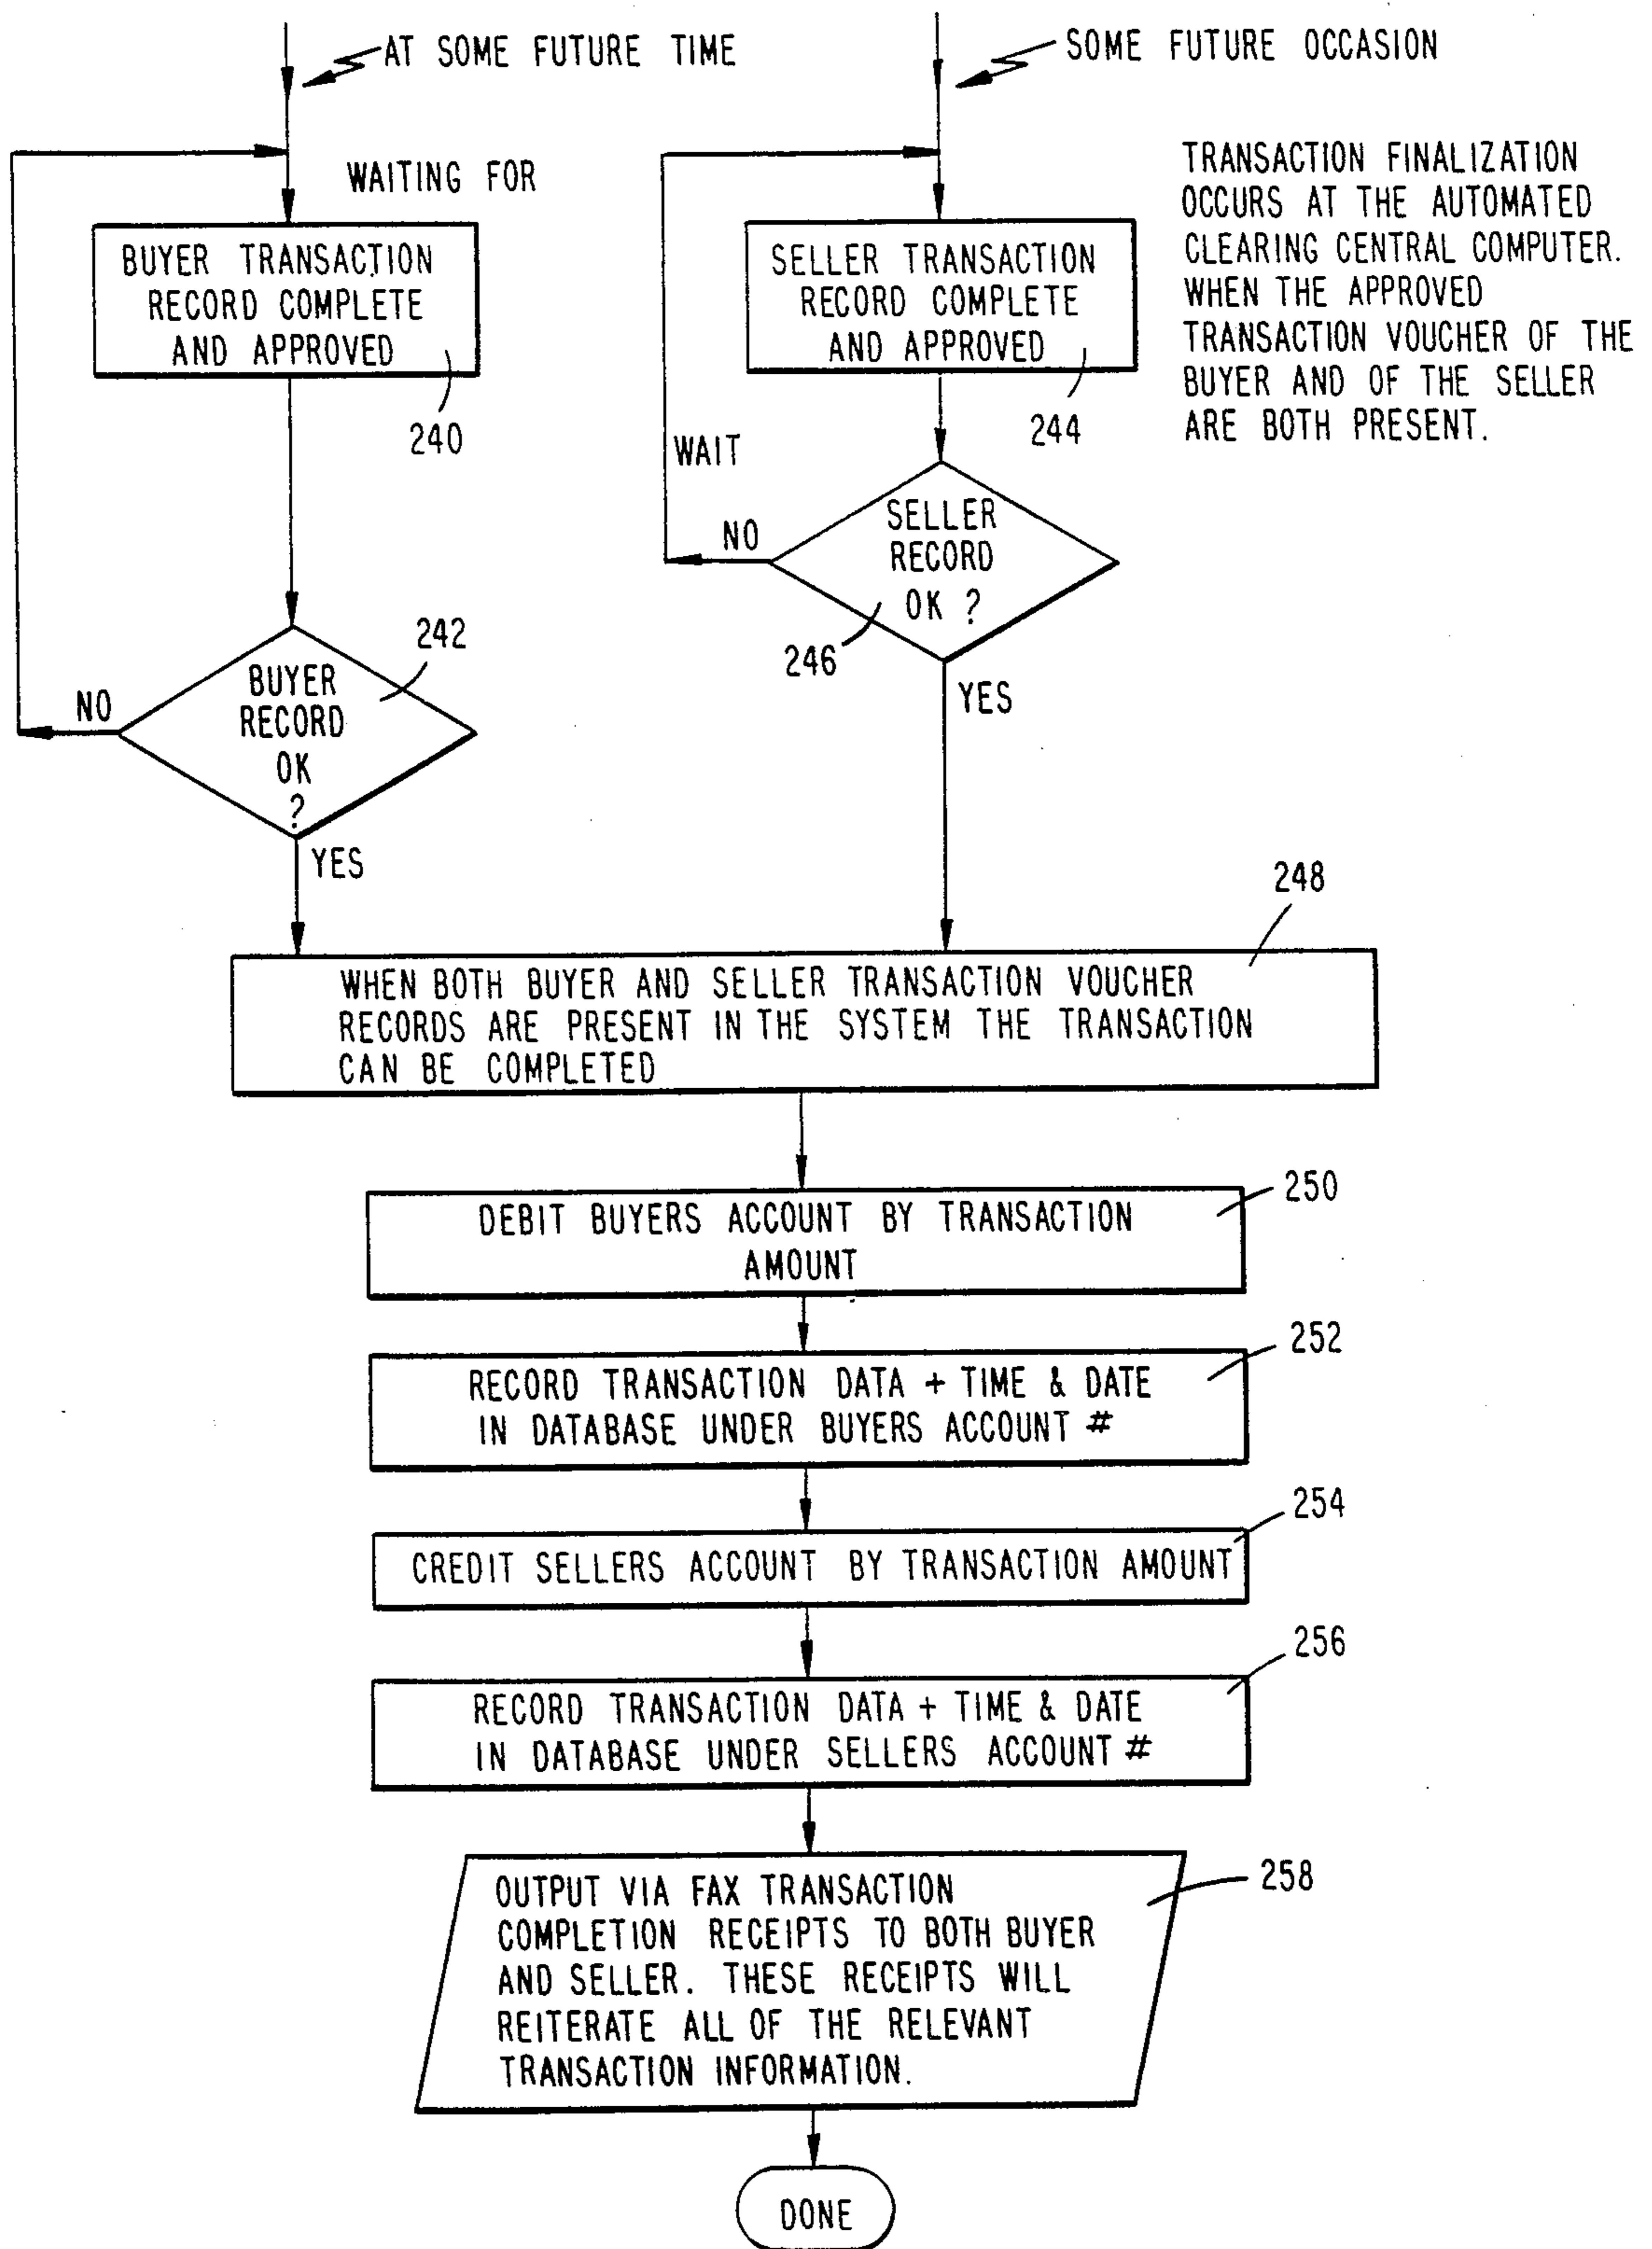 AT SOME FUTURE TIME
SOME FUTURE OCCASION
WAITING FOR
BUYER TRANSACTION
RECORD COMPLETE
AND APPROVED
240
SELLER TRANSACTION
RECORD COMPLETE
AND APPROVED
244
TRANSACTION FINALIZATION
OCCURS AT THE AUTOMATED
CLEARING CENTRAL COMPUTER.
WHEN THE APPROVED
TRANSACTION VOUCHER OF THE
BUYER AND OF THE SELLER
ARE BOTH PRESENT.
WAIT
NO
SELLER
RECORD
OK ?
246
YES
242
NO
BUYER
RECORD
OK
?
YES
248
WHEN BOTH BUYER AND SELLER TRANSACTION VOUCHER
RECORDS ARE PRESENT IN THE SYSTEM THE TRANSACTION
CAN BE COMPLETED
250
DEBIT BUYERS ACCOUNT BY TRANSACTION
AMOUNT
252
RECORD TRANSACTION DATA + TIME & DATE
IN DATABASE UNDER BUYERS ACCOUNT #
254
CREDIT SELLERS ACCOUNT BY TRANSACTION AMOUNT
256
RECORD TRANSACTION DATA + TIME & DATE
IN DATABASE UNDER SELLERS ACCOUNT #
258
OUTPUT VIA FAX TRANSACTION
COMPLETION RECEIPTS TO BOTH BUYER
AND SELLER. THESE RECEIPTS WILL
REITERATE ALL OF THE RELEVANT
TRANSACTION INFORMATION.
DONE